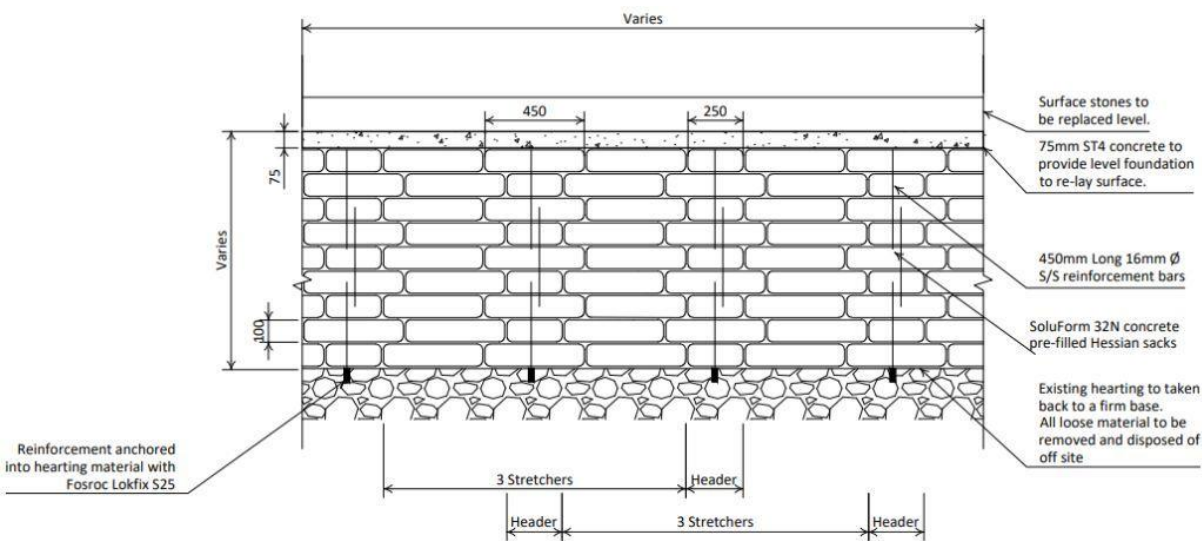 Varies
450
250
Surface stones to
be replaced level.
75mm ST4 concrete to
provide level foundation
to re-lay surface.
75
Varies
450mm Long 16mm Ø
S/S reinforcement bars
100
SoluForm 32N concrete
pre-filled Hessian sacks
Existing hearting to taken
back to a firm base.
All loose material to be
removed and disposed of
off site
Reinforcement anchored
into hearting material with
Fosroc Lokfix S25
3 Stretchers
Header
Header
3 Stretchers
Header